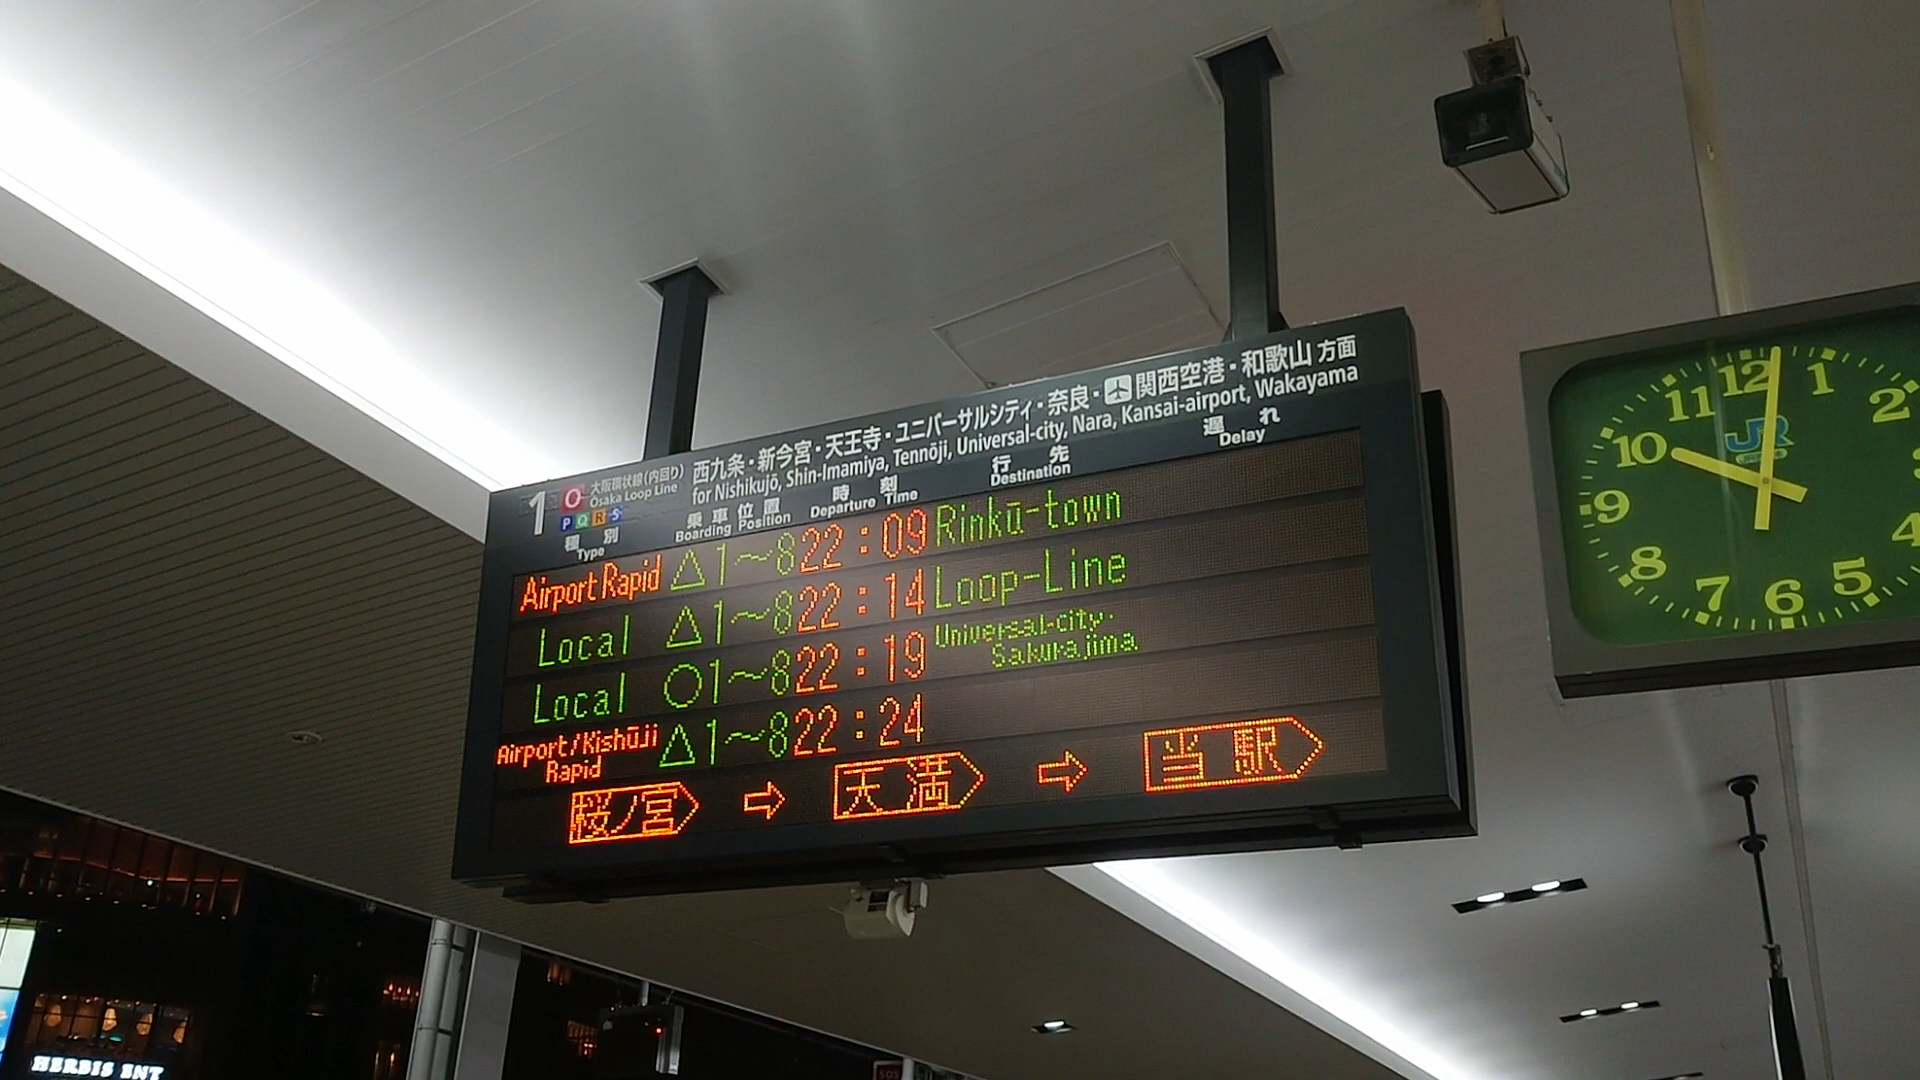 1
O 大阪環状線(内回り)
Osaka Loop Line
P Q R S
西九条・新今宮・天王寺・ユニバーサルシティ・奈良・関西空港・和歌山 方面
for Nishikujō, Shin-Imamiya, Tennōji, Universal-city, Nara, Kansai-airport, Wakayama
種別 乗車位置 時刻 行先 遅れ
Type Boarding Position Departure Time Destination Delay
Airport Rapid △1~8 22:09 Rinkū-town
Local △1~8 22:14 Loop-Line
Local ○1~8 22:19 Universal-city・
Sakurajima
Airport/Kishūji
Rapid △1~8 22:24
桜ノ宮 ⇨ 天満 ⇨ 当駅
12 1 2 4 5 6 7 8 9 10 11
JR
HERBIS ENT
SOS